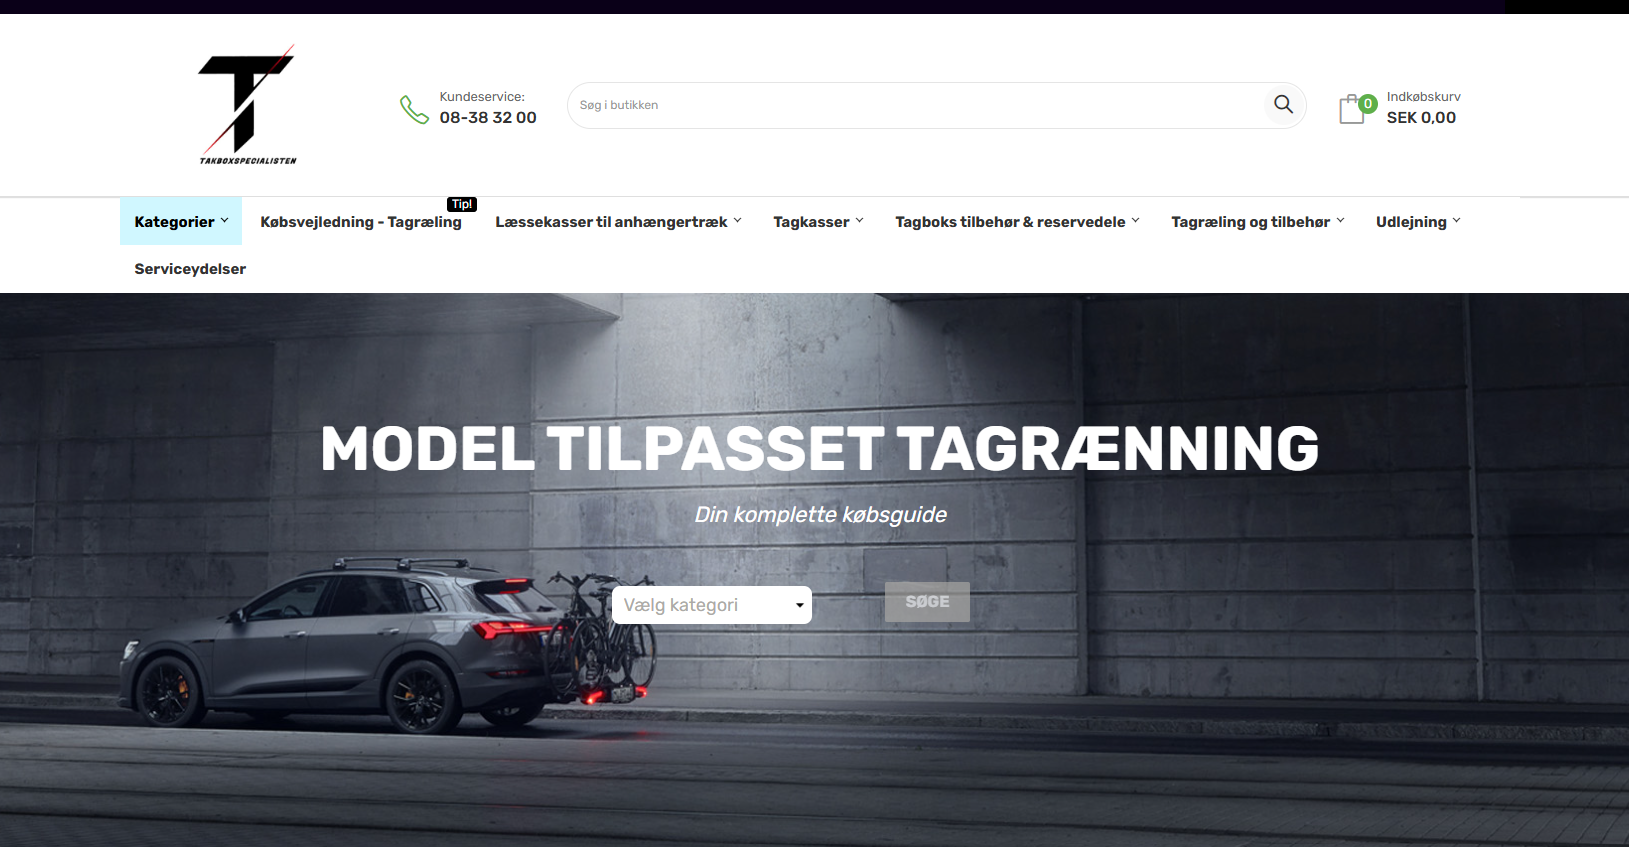 TAKBOXSPECIALISTEN
Kundeservice:
08-38 32 00
Søg i butikken
0
Indkøbskurv
SEK 0,00
Tip!
Kategorier Købsvejledning - Tagræling Læssekasser til anhængertræk Tagkasser Tagboks tilbehør & reservedele Tagræling og tilbehør Udlejning
Serviceydelser
MODEL TILPASSET TAGRÆNNING
Din komplette købsguide
Vælg kategori
SØGE